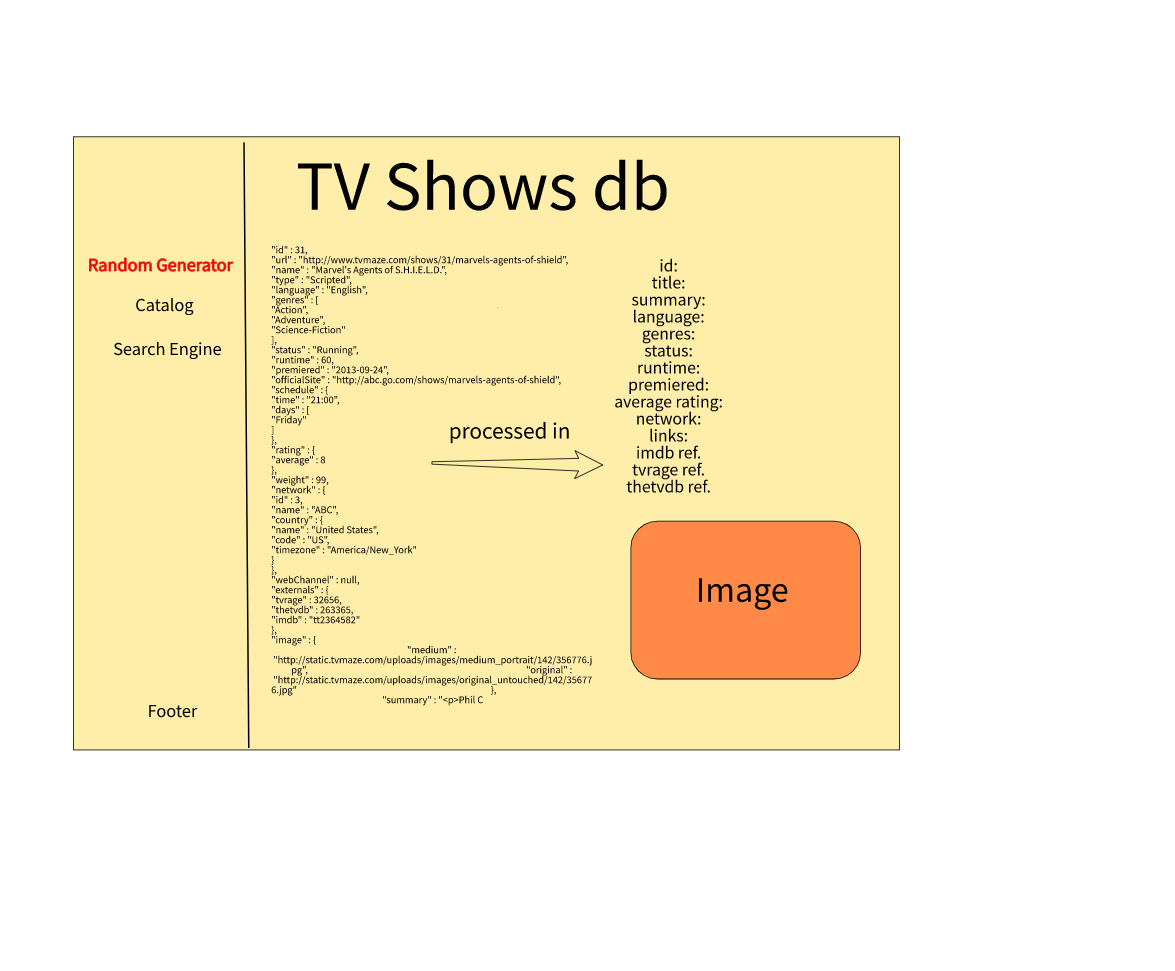 TV Shows db
Random Generator
Catalog
Search Engine
Footer
"id" : 31,
"url" : "http://www.tvmaze.com/shows/31/marvels-agents-of-shield",
"name" : "Marvel's Agents of S.H.I.E.L.D.",
"type" : "Scripted",
"language" : "English",
"genres" : [
"Action",
"Adventure",
"Science-Fiction"
],
"status" : "Running",
"runtime" : 60,
"premiered" : "2013-09-24",
"officialSite" : "http://abc.go.com/shows/marvels-agents-of-shield",
"schedule" : {
"time" : "21:00",
"days" : [
"Friday"
]
},
"rating" : {
"average" : 8
},
"weight" : 99,
"network" : {
"id" : 3,
"name" : "ABC",
"country" : {
"name" : "United States",
"code" : "US",
"timezone" : "America/New_York"
}
},
"webChannel" : null,
"externals" : {
"tvrage" : 32656,
"thetvdb" : 263365,
"imdb" : "tt2364582"
},
"image" : {
"medium" :
"http://static.tvmaze.com/uploads/images/medium_portrait/142/356776.j
pg", "original" :
"http://static.tvmaze.com/uploads/images/original_untouched/142/35677
6.jpg" },
"summary" : "<p>Phil C
processed in
id:
title:
summary:
language:
genres:
status:
runtime:
premiered:
average rating:
network:
links:
imdb ref.
tvrage ref.
thetvdb ref.
Image